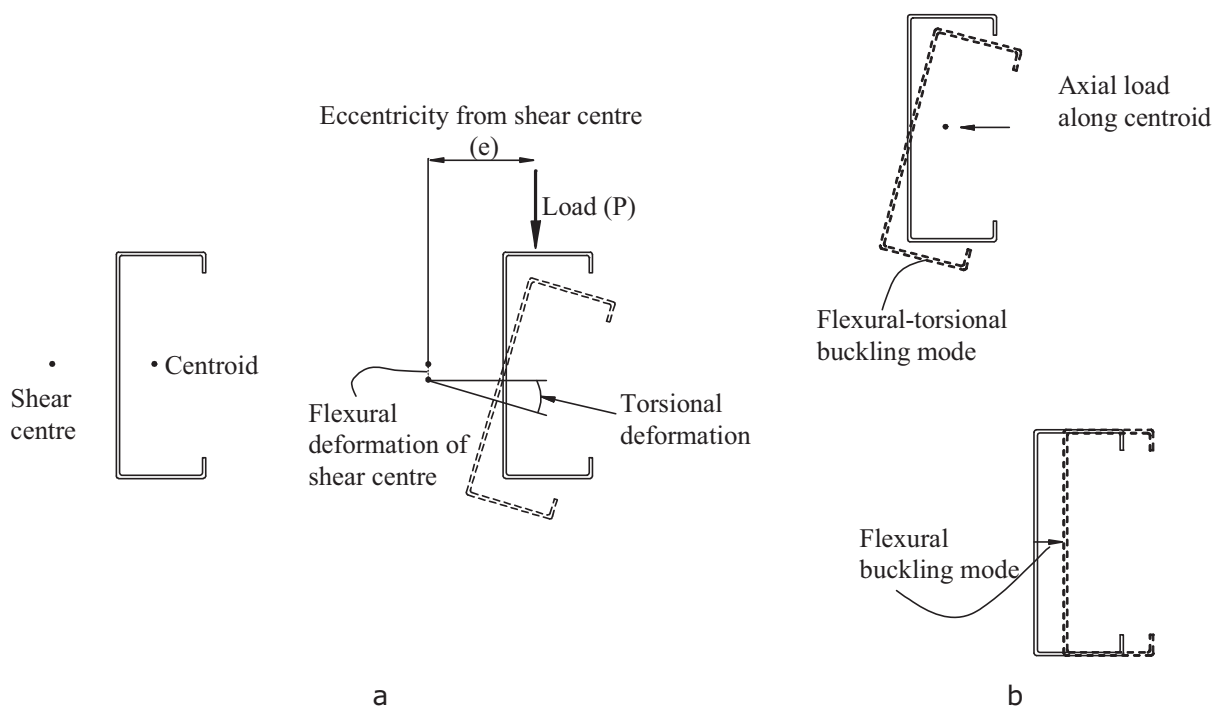 Eccentricity from shear centre
(e)
Load (P)
Centroid
Shear
centre
Flexural
deformation of
shear centre
Torsional
deformation
a
Axial load
along centroid
Flexural-torsional
buckling mode
Flexural
buckling mode
b